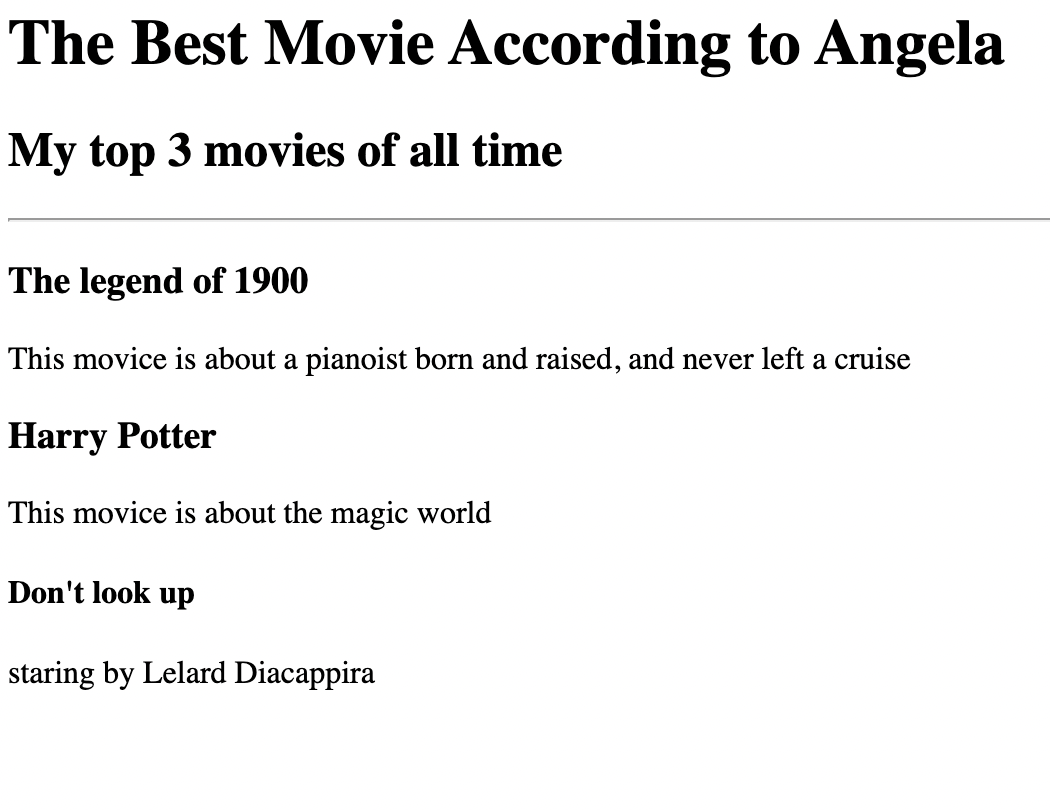 The Best Movie According to Angela
My top 3 movies of all time
The legend of 1900
This movice is about a pianoist born and raised, and never left a cruise
Harry Potter
This movice is about the magic world
Don't look up
staring by Lelard Diacappira